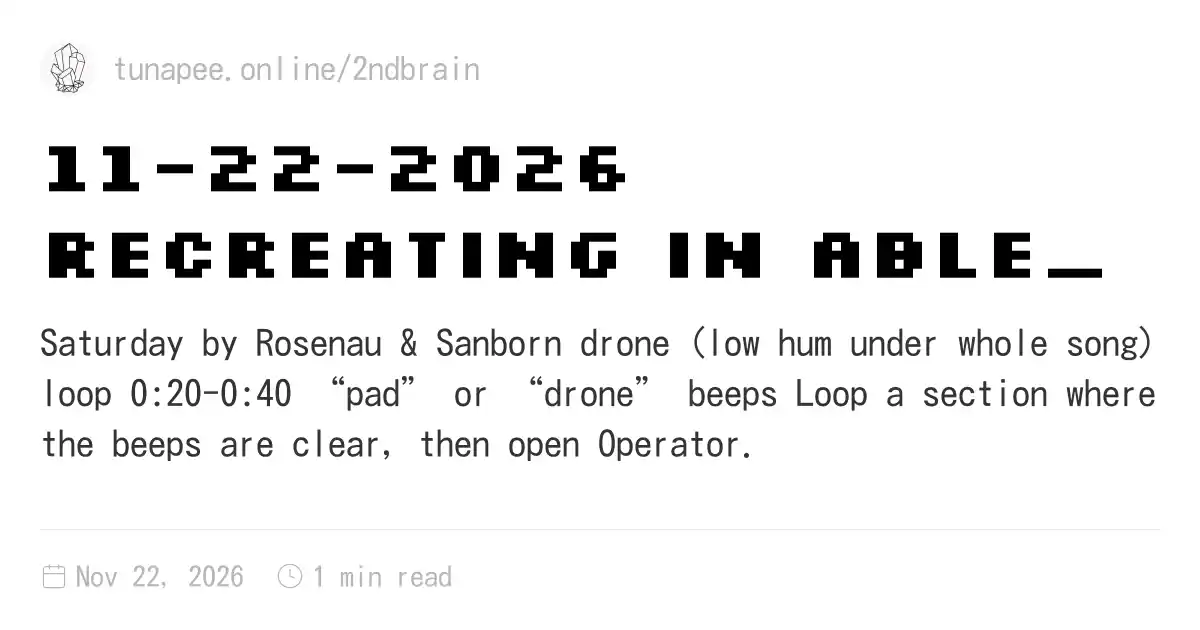 tunapee.online/2ndbrain
11-22-2026
RECREATING IN ABLE_
Saturday by Rosenau & Sanborn drone (low hum under whole song)
loop 0:20-0:40 “pad” or “drone” beeps Loop a section where
the beeps are clear, then open Operator.
Nov 22, 2026 1 min read